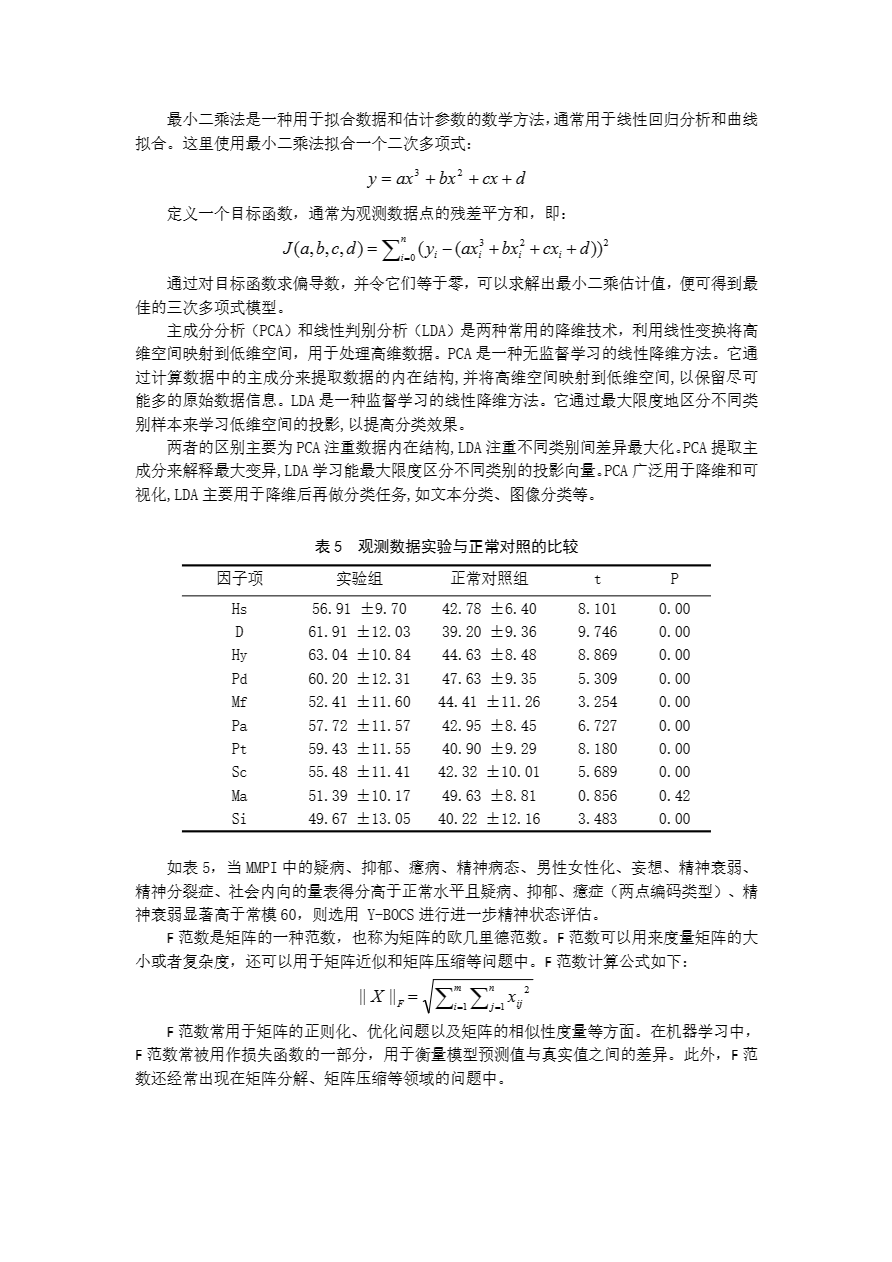 最小二乘法是一种用于拟合数据和估计参数的数学方法,通常用于线性回归分析和曲线
拟合。这里使用最小二乘法拟合一个二次多项式：
y = ax³ + bx² + cx + d
定义一个目标函数，通常为观测数据点的残差平方和，即：
J(a,b,c,d) = ∑ⁿᵢ₌₀(yᵢ − (axᵢ³ + bxᵢ² + cxᵢ + d))²
通过对目标函数求偏导数，并令它们等于零，可以求解出最小二乘估计值，便可得到最
佳的三次多项式模型。
主成分分析（PCA）和线性判别分析（LDA）是两种常用的降维技术，利用线性变换将高
维空间映射到低维空间，用于处理高维数据。PCA 是一种无监督学习的线性降维方法。它通
过计算数据中的主成分来提取数据的内在结构,并将高维空间映射到低维空间,以保留尽可
能多的原始数据信息。LDA 是一种监督学习的线性降维方法。它通过最大限度地区分不同类
别样本来学习低维空间的投影,以提高分类效果。
两者的区别主要为 PCA 注重数据内在结构,LDA 注重不同类别间差异最大化。PCA 提取主
成分来解释最大变异,LDA 学习能最大限度区分不同类别的投影向量。PCA 广泛用于降维和可
视化,LDA 主要用于降维后再做分类任务,如文本分类、图像分类等。
表 5 观测数据实验与正常对照的比较
因子项 实验组 正常对照组 t P
Hs 56.91 ±9.70 42.78 ±6.40 8.101 0.00
D 61.91 ±12.03 39.20 ±9.36 9.746 0.00
Hy 63.04 ±10.84 44.63 ±8.48 8.869 0.00
Pd 60.20 ±12.31 47.63 ±9.35 5.309 0.00
Mf 52.41 ±11.60 44.41 ±11.26 3.254 0.00
Pa 57.72 ±11.57 42.95 ±8.45 6.727 0.00
Pt 59.43 ±11.55 40.90 ±9.29 8.180 0.00
Sc 55.48 ±11.41 42.32 ±10.01 5.689 0.00
Ma 51.39 ±10.17 49.63 ±8.81 0.856 0.42
Si 49.67 ±13.05 40.22 ±12.16 3.483 0.00
如表 5，当 MMPI 中的疑病、抑郁、癔病、精神病态、男性女性化、妄想、精神衰弱、
精神分裂症、社会内向的量表得分高于正常水平且疑病、抑郁、癔症（两点编码类型）、精
神衰弱显著高于常模 60，则选用 Y-BOCS 进行进一步精神状态评估。
F 范数是矩阵的一种范数，也称为矩阵的欧几里德范数。F 范数可以用来度量矩阵的大
小或者复杂度，还可以用于矩阵近似和矩阵压缩等问题中。F 范数计算公式如下：
‖X‖_F = √(∑ᵐᵢ₌₁ ∑ⁿⱼ₌₁ xᵢⱼ²)
F 范数常用于矩阵的正则化、优化问题以及矩阵的相似性度量等方面。在机器学习中，
F 范数常被用作损失函数的一部分，用于衡量模型预测值与真实值之间的差异。此外，F 范
数还经常出现在矩阵分解、矩阵压缩等领域的问题中。